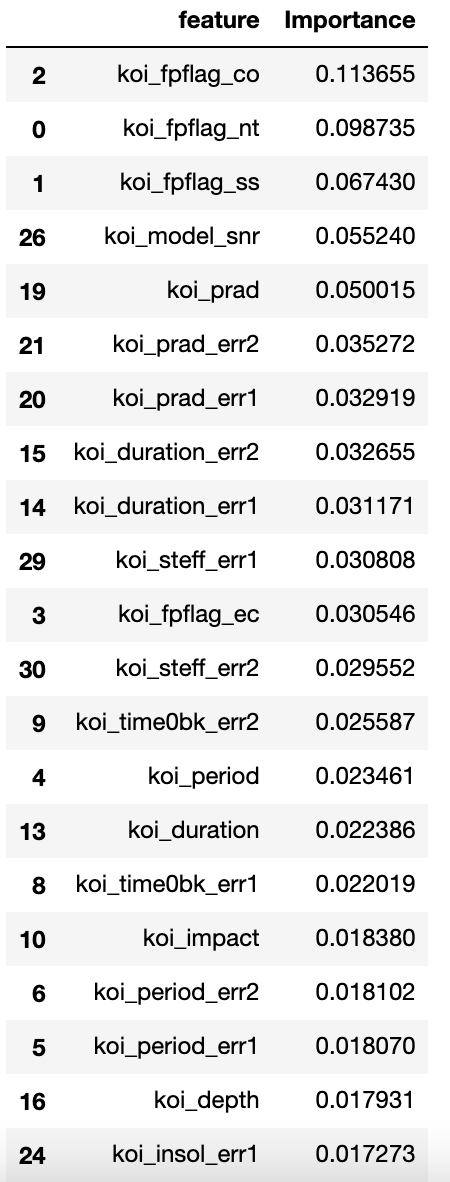 feature Importance
2 koi_fpflag_co 0.113655
0 koi_fpflag_nt 0.098735
1 koi_fpflag_ss 0.067430
26 koi_model_snr 0.055240
19 koi_prad 0.050015
21 koi_prad_err2 0.035272
20 koi_prad_err1 0.032919
15 koi_duration_err2 0.032655
14 koi_duration_err1 0.031171
29 koi_steff_err1 0.030808
3 koi_fpflag_ec 0.030546
30 koi_steff_err2 0.029552
9 koi_time0bk_err2 0.025587
4 koi_period 0.023461
13 koi_duration 0.022386
8 koi_time0bk_err1 0.022019
10 koi_impact 0.018380
6 koi_period_err2 0.018102
5 koi_period_err1 0.018070
16 koi_depth 0.017931
24 koi_insol_err1 0.017273